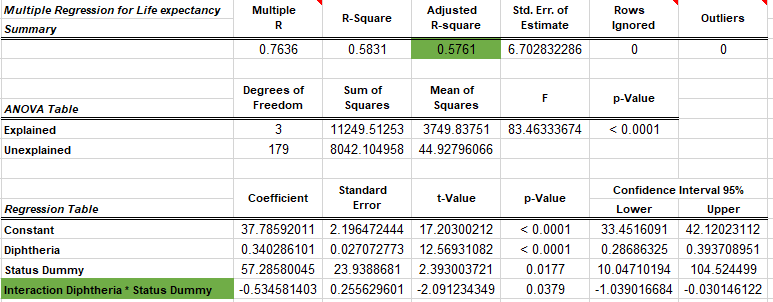 Multiple Regression for Life expectancy Multiple R-Square Adjusted Std. Err. of Rows Outliers
Summary R R-square Estimate Ignored
0.7636 0.5831 0.5761 6.702832286 0 0
Degrees of Sum of Mean of F p-Value
ANOVA Table Freedom Squares Squares
Explained 3 11249.51253 3749.83751 83.46333674 < 0.0001
Unexplained 179 8042.104958 44.92796066
Coefficient Standard t-Value p-Value Confidence Interval 95%
Regression Table Error Lower Upper
Constant 37.78592011 2.196472444 17.20300212 < 0.0001 33.4516091 42.12023112
Diphtheria 0.340286101 0.027072773 12.56931082 < 0.0001 0.28686325 0.393708951
Status Dummy 57.28580045 23.9388681 2.393003721 0.0177 10.04710194 104.524499
Interaction Diphtheria * Status Dummy -0.534581403 0.255629601 -2.091234349 0.0379 -1.039016684 -0.030146122